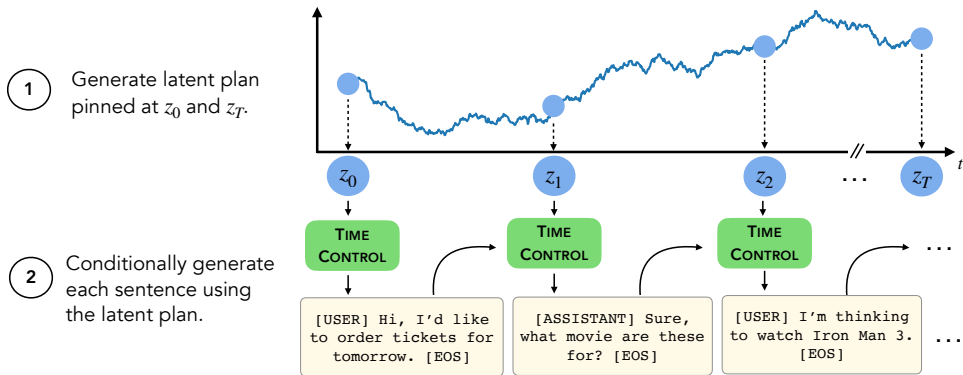 1
Generate latent plan
pinned at z0 and zT.
t
z0
z1
z2
...
zT
TIME
CONTROL
TIME
CONTROL
TIME
CONTROL
...
2
Conditionally generate
each sentence using
the latent plan.
[USER] Hi, I'd like
to order tickets for
tomorrow. [EOS]
[ASSISTANT] Sure,
what movie are these
for? [EOS]
[USER] I'm thinking
to watch Iron Man 3.
[EOS]
...